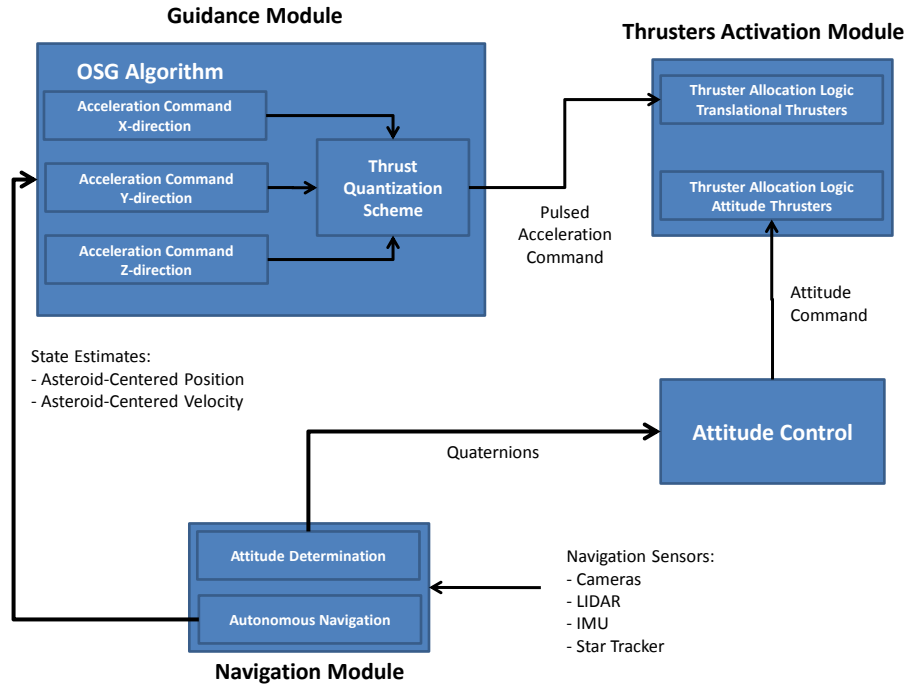 Guidance Module
OSG Algorithm
Acceleration Command
X-direction
Acceleration Command
Y-direction
Acceleration Command
Z-direction
Thrust
Quantization
Scheme
Pulsed
Acceleration
Command
Thrusters Activation Module
Thruster Allocation Logic
Translational Thrusters
Thruster Allocation Logic
Attitude Thrusters
Attitude
Command
State Estimates:
- Asteroid-Centered Position
- Asteroid-Centered Velocity
Attitude Control
Quaternions
Attitude Determination
Autonomous Navigation
Navigation Module
Navigation Sensors:
- Cameras
- LIDAR
- IMU
- Star Tracker